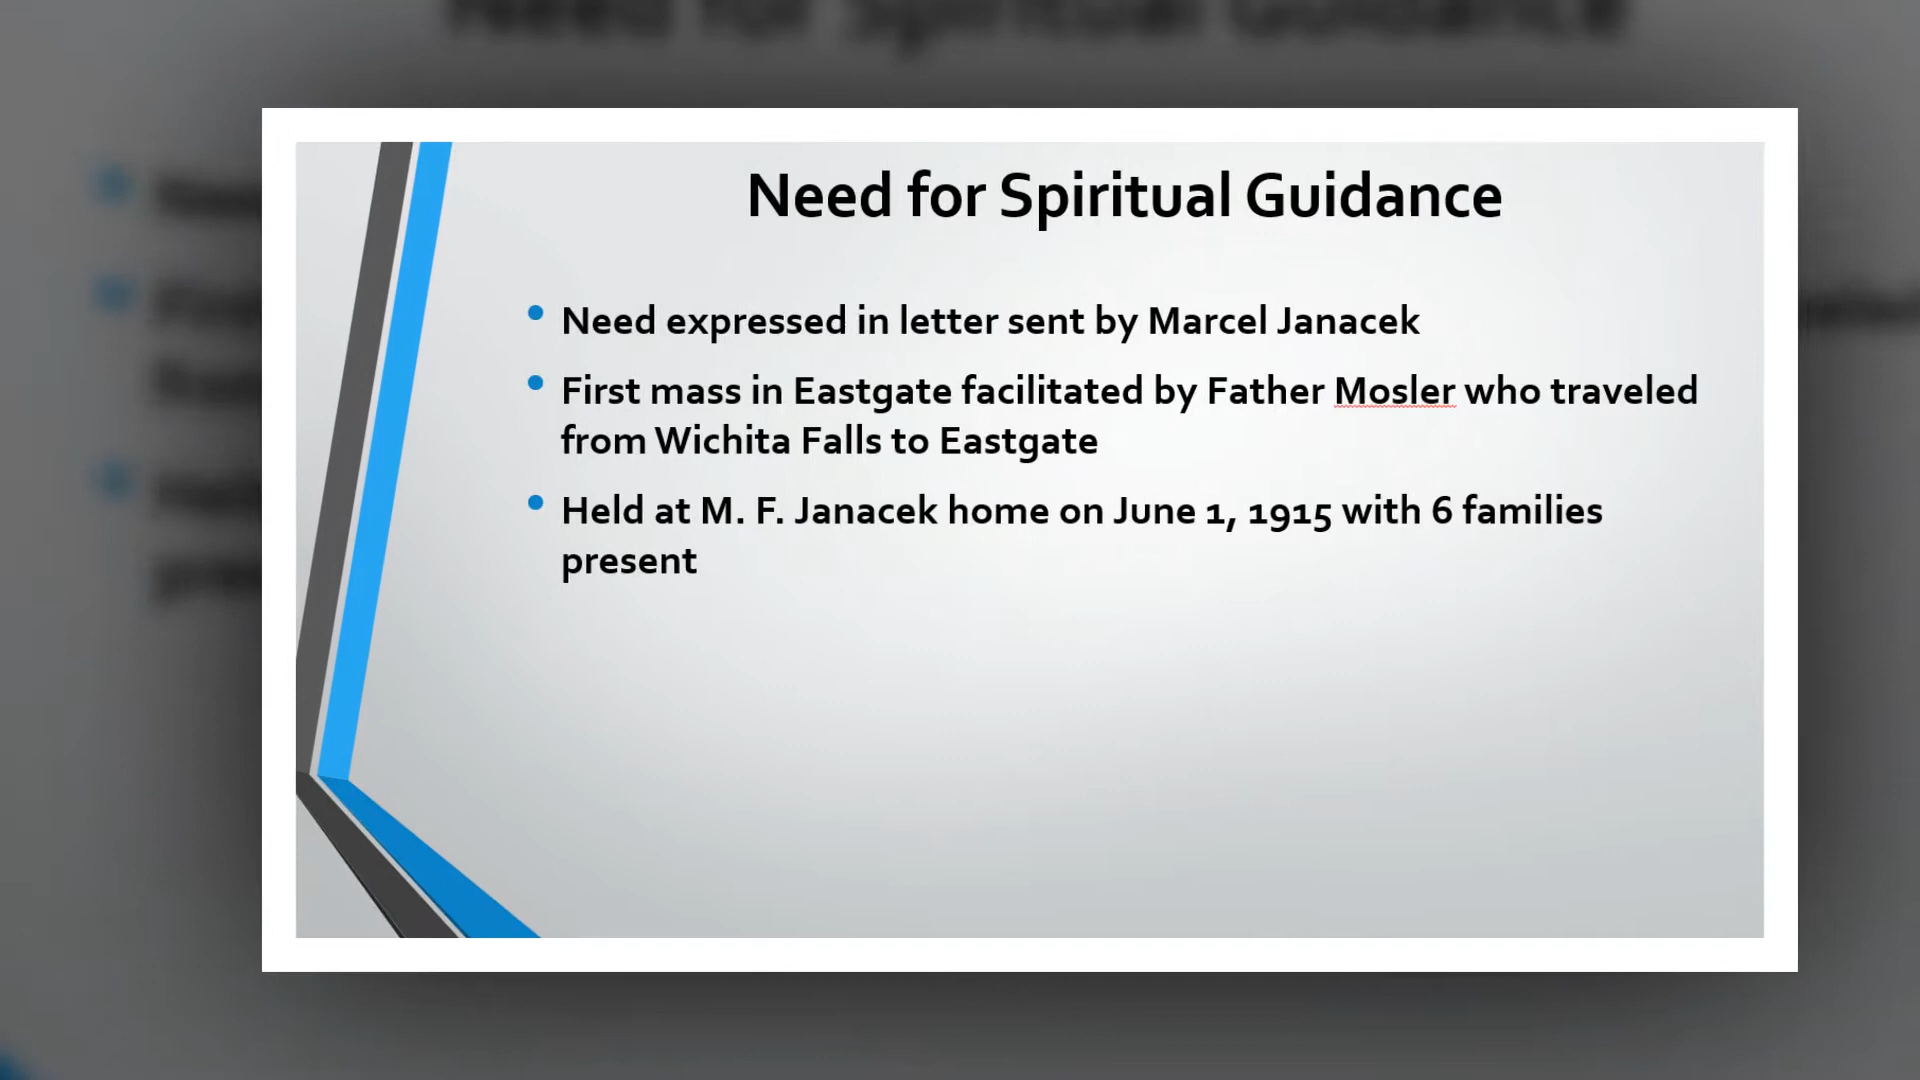 Need for Spiritual Guidance
Need expressed in letter sent by Marcel Janacek
First mass in Eastgate facilitated by Father Mosler who traveled
from Wichita Falls to Eastgate
Held at M. F. Janacek home on June 1, 1915 with 6 families
present